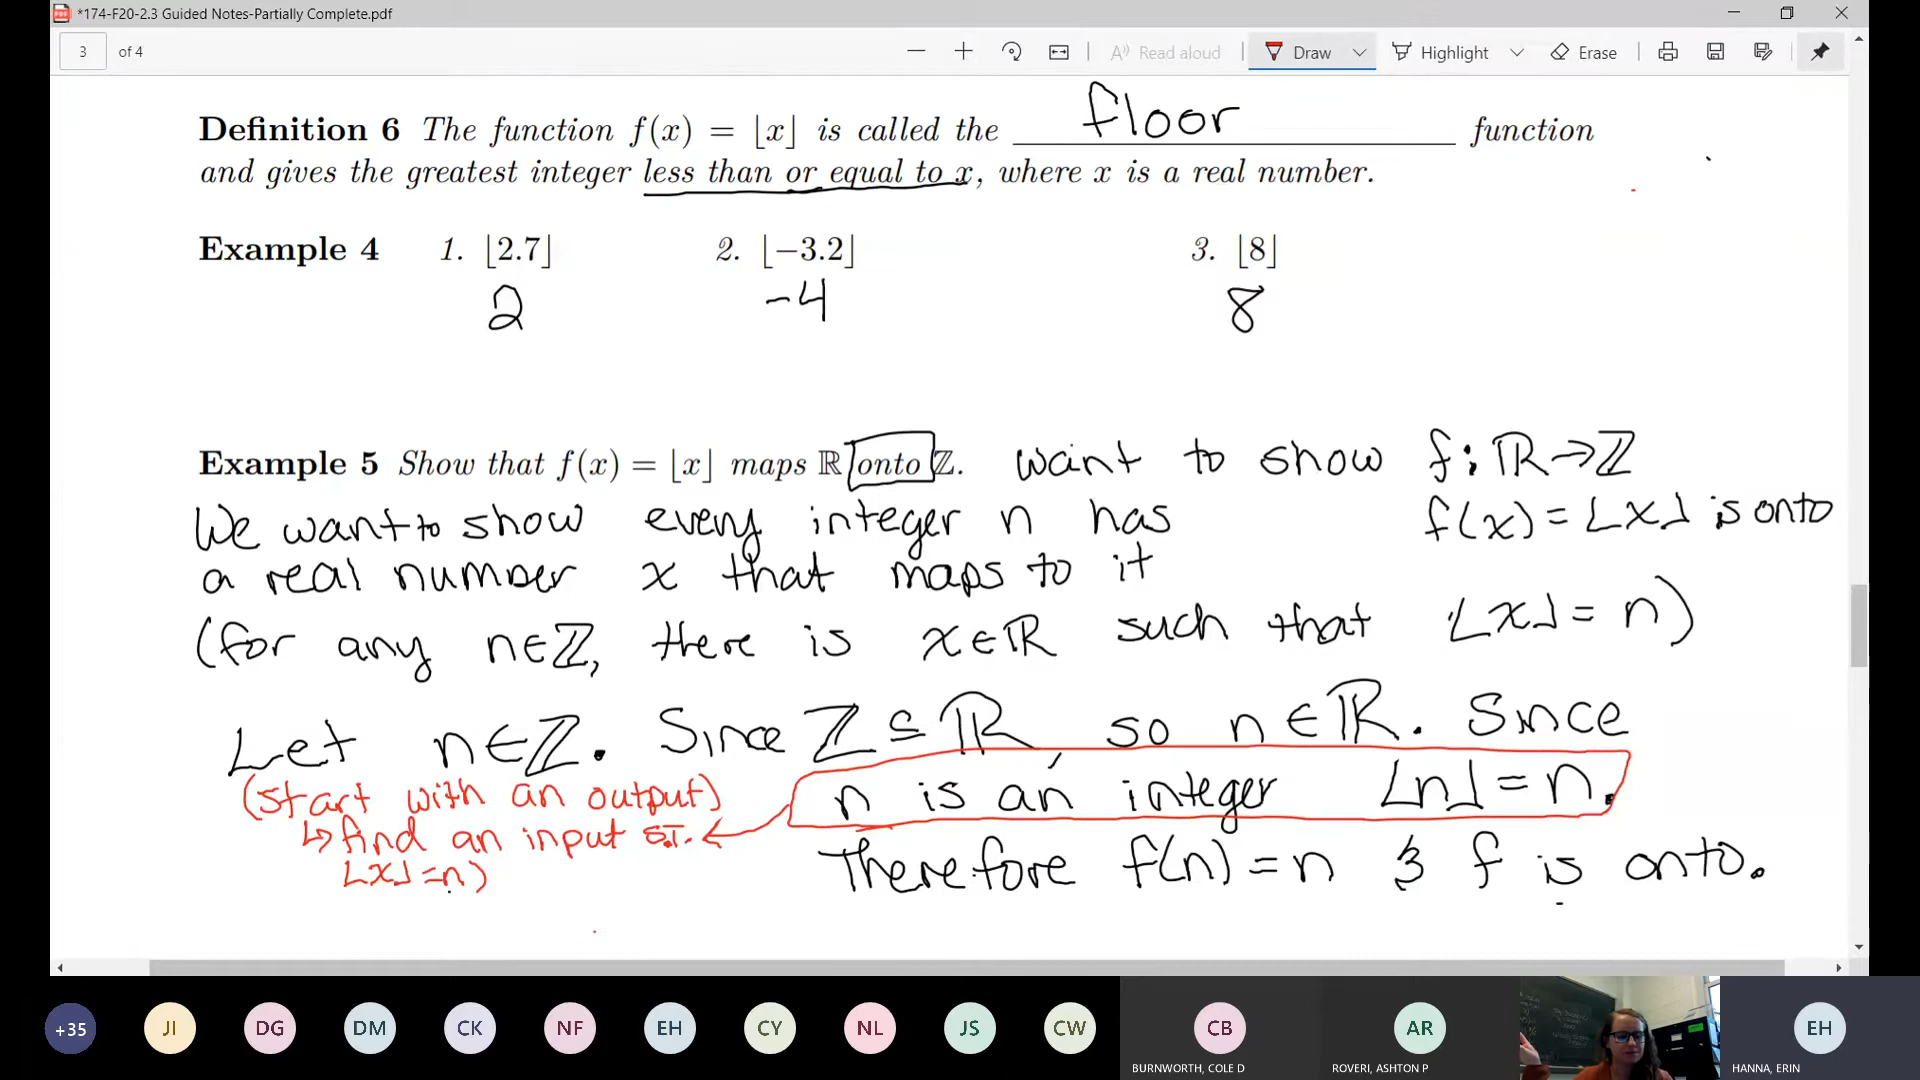 *174-F20-2.3 Guided Notes-Partially Complete.pdf
3 of 4
Read aloud
Draw
Highlight
Erase
Definition 6 The function f(x) = ⌊x⌋ is called the floor function
and gives the greatest integer less than or equal to x, where x is a real number.
Example 4 1. ⌊2.7⌋ 2. ⌊−3.2⌋ 3. ⌊8⌋
2 -4 8
Example 5 Show that f(x) = ⌊x⌋ maps ℝ onto ℤ. want to show f: ℝ→ℤ
f(x) = ⌊x⌋ is onto
We want to show every integer n has
a real number x that maps to it
(for any n∈ℤ, there is x∈ℝ such that ⌊x⌋ = n)
Let n∈ℤ. Since ℤ ⊆ ℝ, so n∈ℝ. Since
n is an integer ⌊n⌋ = n.
(start with an output)
↳ find an input s.t.
⌊x⌋ = n)
Therefore f(n) = n & f is onto.
+35
JI
DG
DM
CK
NF
EH
CY
NL
JS
CW
CB
BURNWORTH, COLE D
AR
ROVERI, ASHTON P
EH
HANNA, ERIN